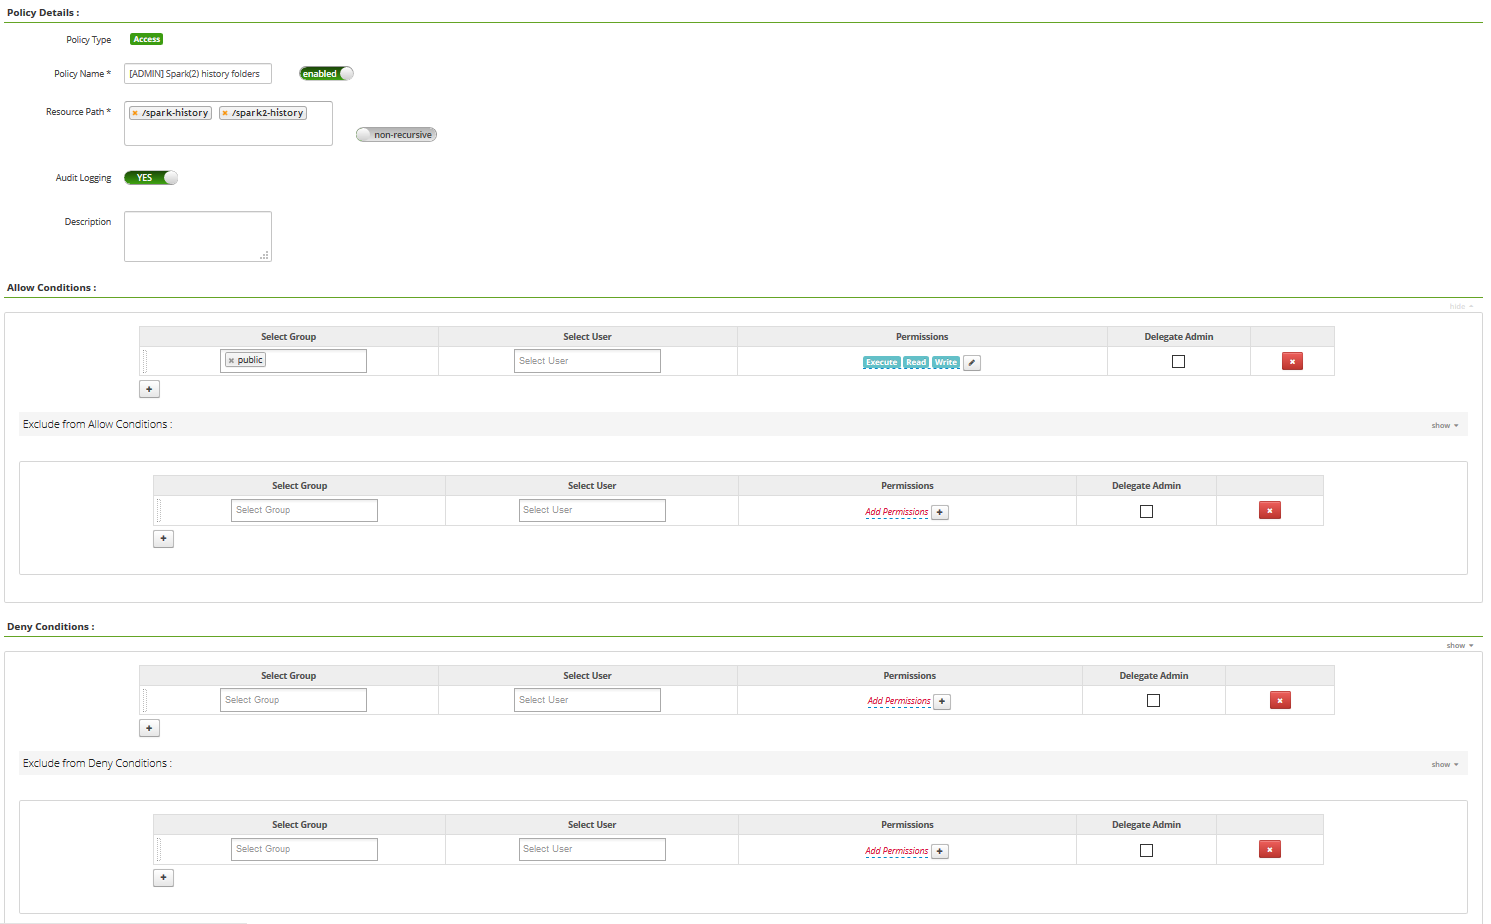 Policy Details :
Policy Type Access
Policy Name * [ADMIN] Spark(2) history folders enabled
Resource Path * /spark-history /spark2-history
non-recursive
Audit Logging YES
Description
Allow Conditions :
hide
Select Group Select User Permissions Delegate Admin
public Select User Execute Read Write
+
Exclude from Allow Conditions : show
Select Group Select User Permissions Delegate Admin
Select Group Select User Add Permissions +
+
Deny Conditions :
show
Select Group Select User Permissions Delegate Admin
Select Group Select User Add Permissions +
+
Exclude from Deny Conditions : show
Select Group Select User Permissions Delegate Admin
Select Group Select User Add Permissions +
+